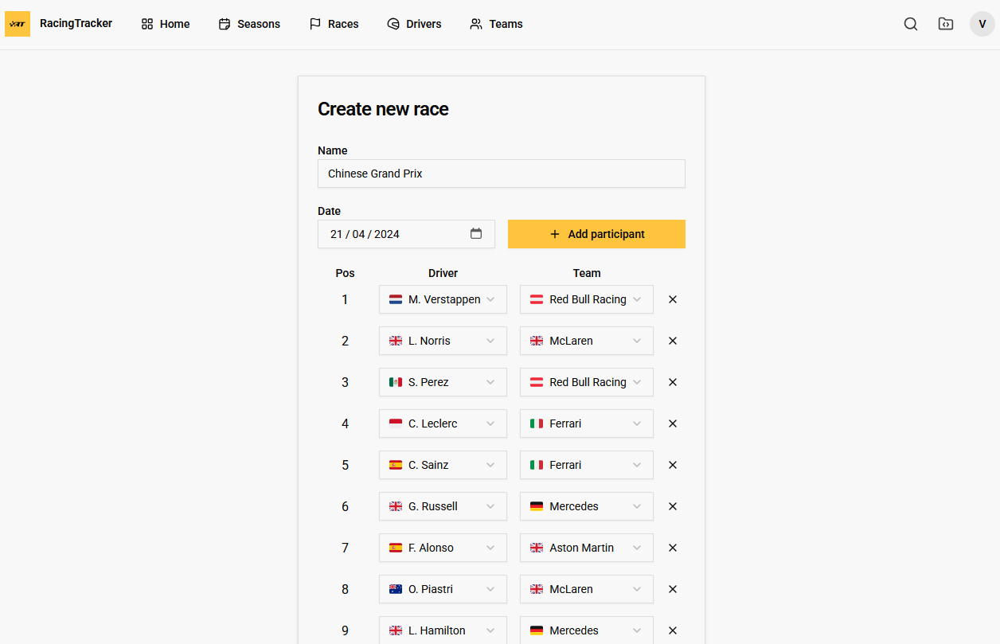 RacingTracker Home Seasons Races Drivers Teams V
Create new race
Name
Chinese Grand Prix
Date
21 / 04 / 2024 Add participant
Pos Driver Team
1 M. Verstappen Red Bull Racing
2 L. Norris McLaren
3 S. Perez Red Bull Racing
4 C. Leclerc Ferrari
5 C. Sainz Ferrari
6 G. Russell Mercedes
7 F. Alonso Aston Martin
8 O. Piastri McLaren
9 L. Hamilton Mercedes